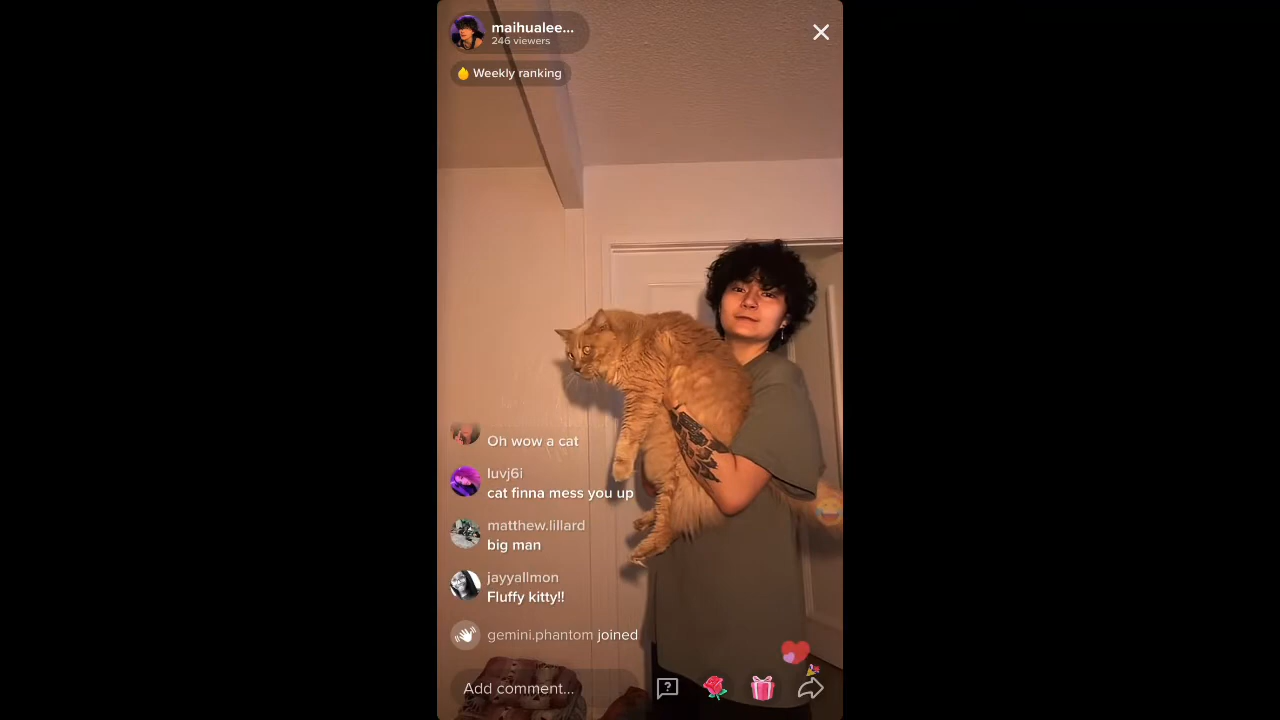 maihualee...
246 viewers
Weekly ranking
Oh wow a cat
luvj6i
cat finna mess you up
matthew.lillard
big man
jayyallmon
Fluffy kitty!!
gemini.phantom joined
Add comment...